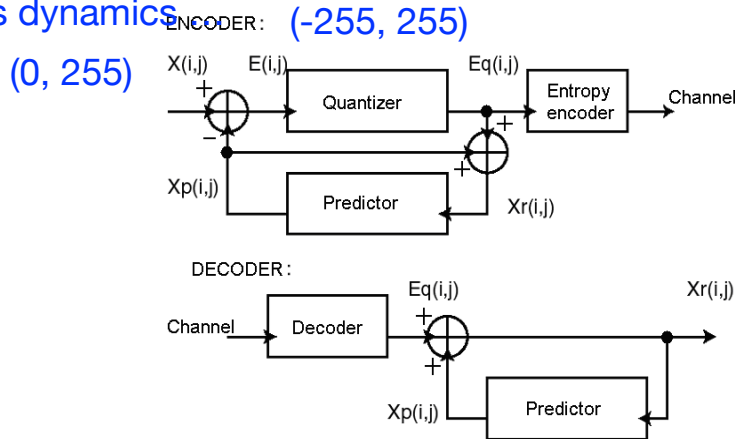 s dynamics...
ENCODER: (-255, 255)
(0, 255)
X(i,j) E(i,j) Eq(i,j)
+
Quantizer
Entropy
encoder
Channel
−
+
+
Xp(i,j)
Predictor
Xr(i,j)
DECODER:
Eq(i,j) Xr(i,j)
+
Channel Decoder
+
Xp(i,j)
Predictor